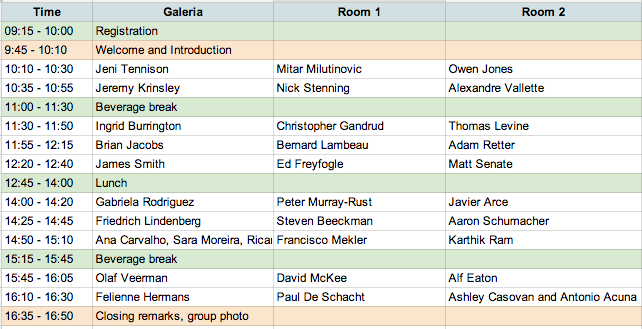 Time Galeria Room 1 Room 2
09:15 - 10:00 Registration
9:45 - 10:10 Welcome and Introduction
10:10 - 10:30 Jeni Tennison Mitar Milutinovic Owen Jones
10:35 - 10:55 Jeremy Krinsley Nick Stenning Alexandre Vallette
11:00 - 11:30 Beverage break
11:30 - 11:50 Ingrid Burrington Christopher Gandrud Thomas Levine
11:55 - 12:15 Brian Jacobs Bernard Lambeau Adam Retter
12:20 - 12:40 James Smith Ed Freyfogle Matt Senate
12:45 - 14:00 Lunch
14:00 - 14:20 Gabriela Rodriguez Peter Murray-Rust Javier Arce
14:25 - 14:45 Friedrich Lindenberg Steven Beeckman Aaron Schumacher
14:50 - 15:10 Ana Carvalho, Sara Moreira, Ricar Francisco Mekler Karthik Ram
15:15 - 15:45 Beverage break
15:45 - 16:05 Olaf Veerman David McKee Alf Eaton
16:10 - 16:30 Felienne Hermans Paul De Schacht Ashley Casovan and Antonio Acuna
16:35 - 16:50 Closing remarks, group photo